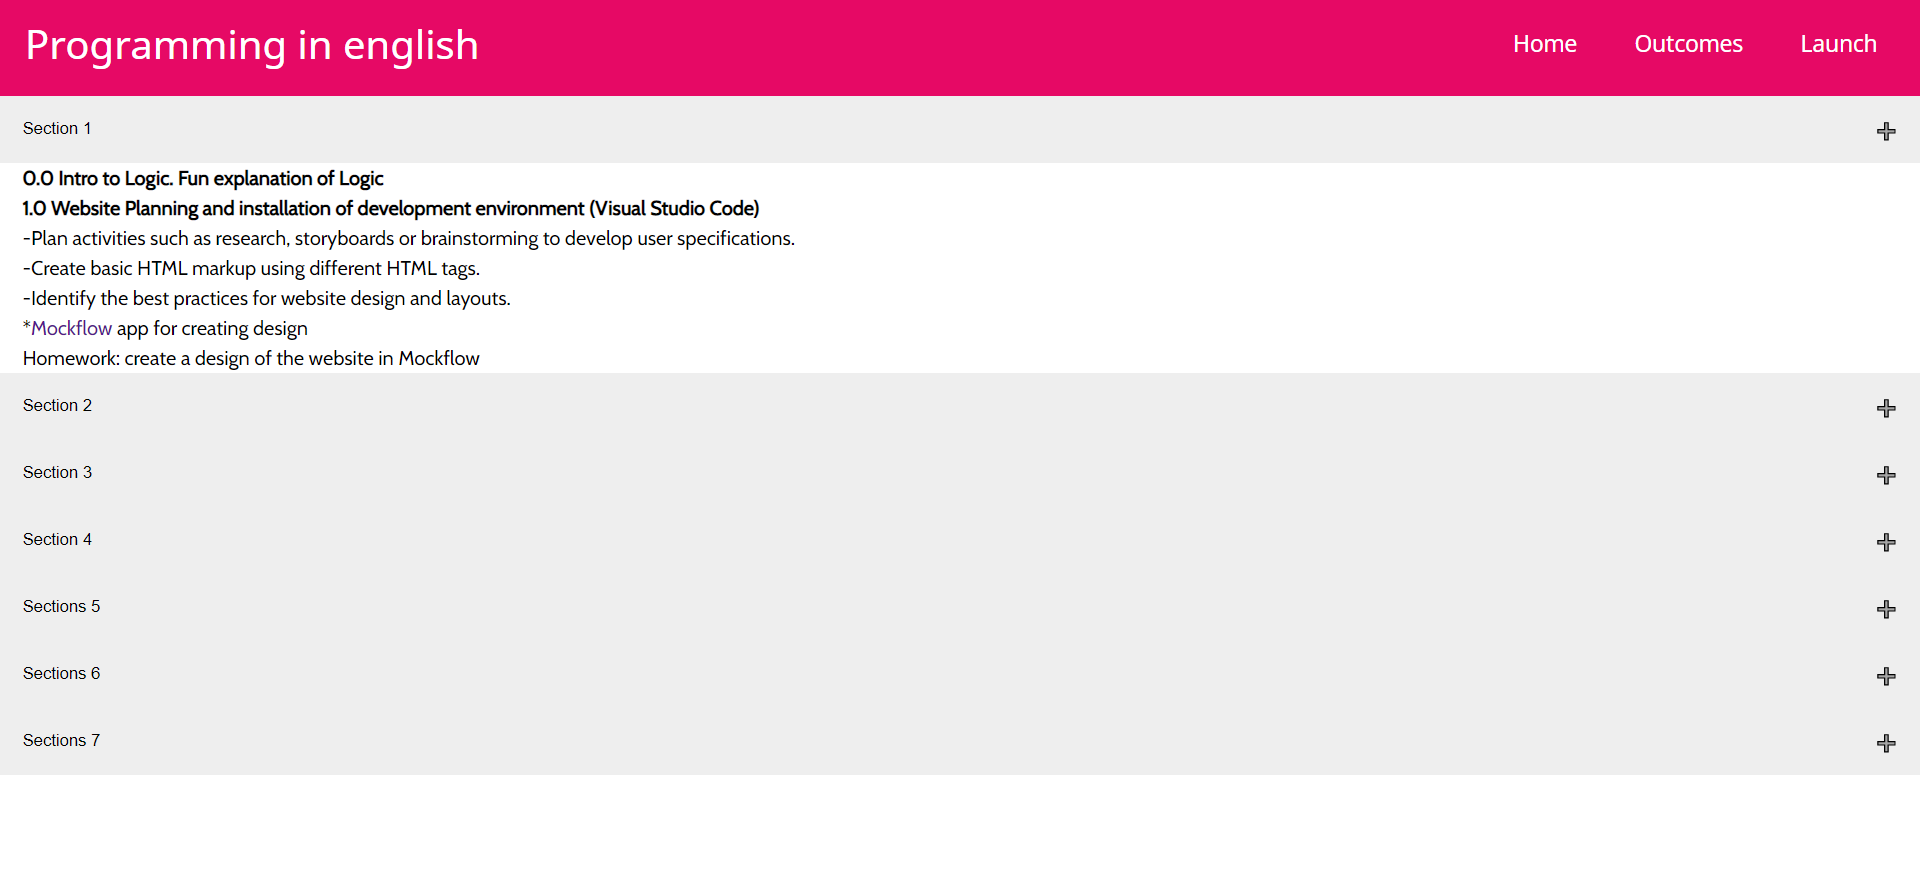 Programming in english
Home Outcomes Launch
Section 1
0.0 Intro to Logic. Fun explanation of Logic
1.0 Website Planning and installation of development environment (Visual Studio Code)
-Plan activities such as research, storyboards or brainstorming to develop user specifications.
-Create basic HTML markup using different HTML tags.
-Identify the best practices for website design and layouts.
*Mockflow app for creating design
Homework: create a design of the website in Mockflow
Section 2
Section 3
Section 4
Sections 5
Sections 6
Sections 7